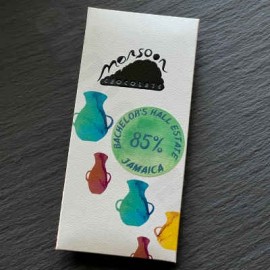 monsoon
CHOCOLATE
BACHELOR'S HALL ESTATE
85%
JAMAICA